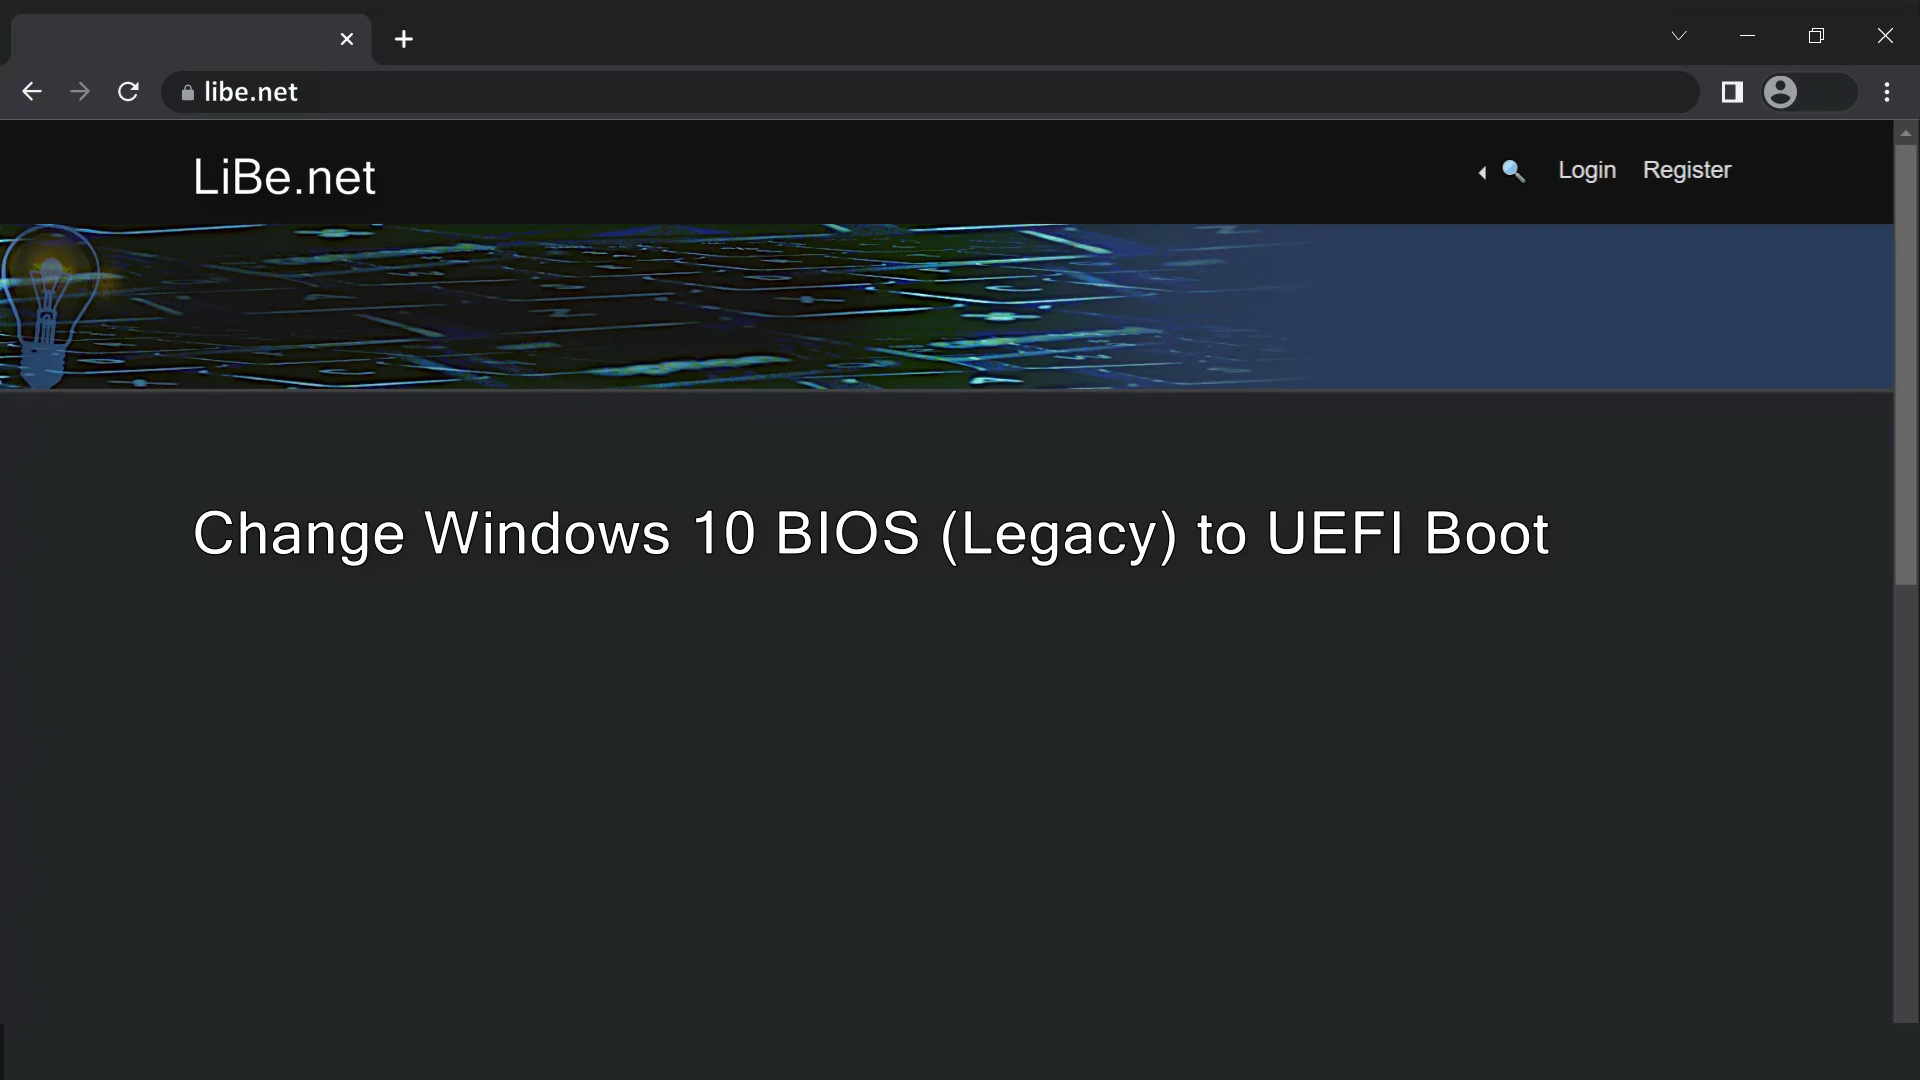 libe.net
LiBe.net
Login Register
Change Windows 10 BIOS (Legacy) to UEFI Boot